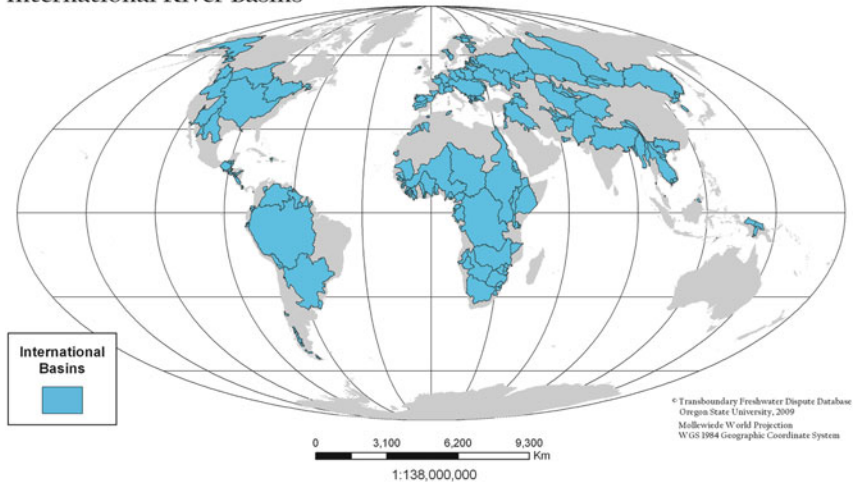 International River Basins
International
Basins
© Transboundary Freshwater Dispute Database
Oregon State University, 2009
Mollewiede World Projection
WGS 1984 Geographic Coordinate System
0 3,100 6,200 9,300
Km
1:138,000,000